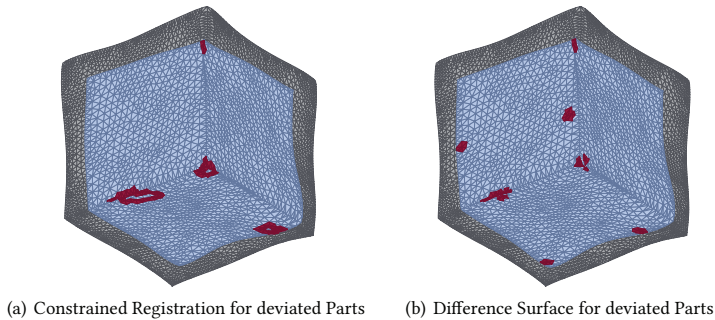 (a) Constrained Registration for deviated Parts
(b) Difference Surface for deviated Parts